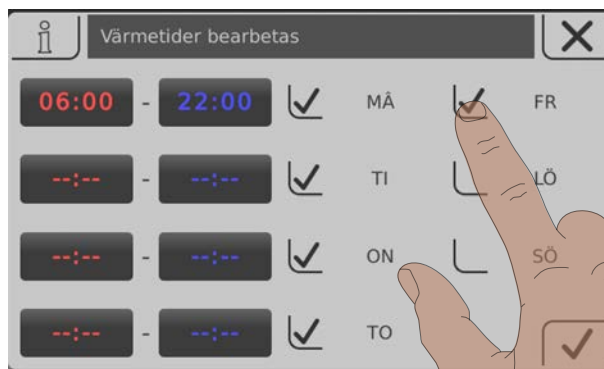 Värmetider bearbetas
06:00 - 22:00 MÅ FR
--:-- - --:-- TI LÖ
--:-- - --:-- ON SÖ
--:-- - --:-- TO